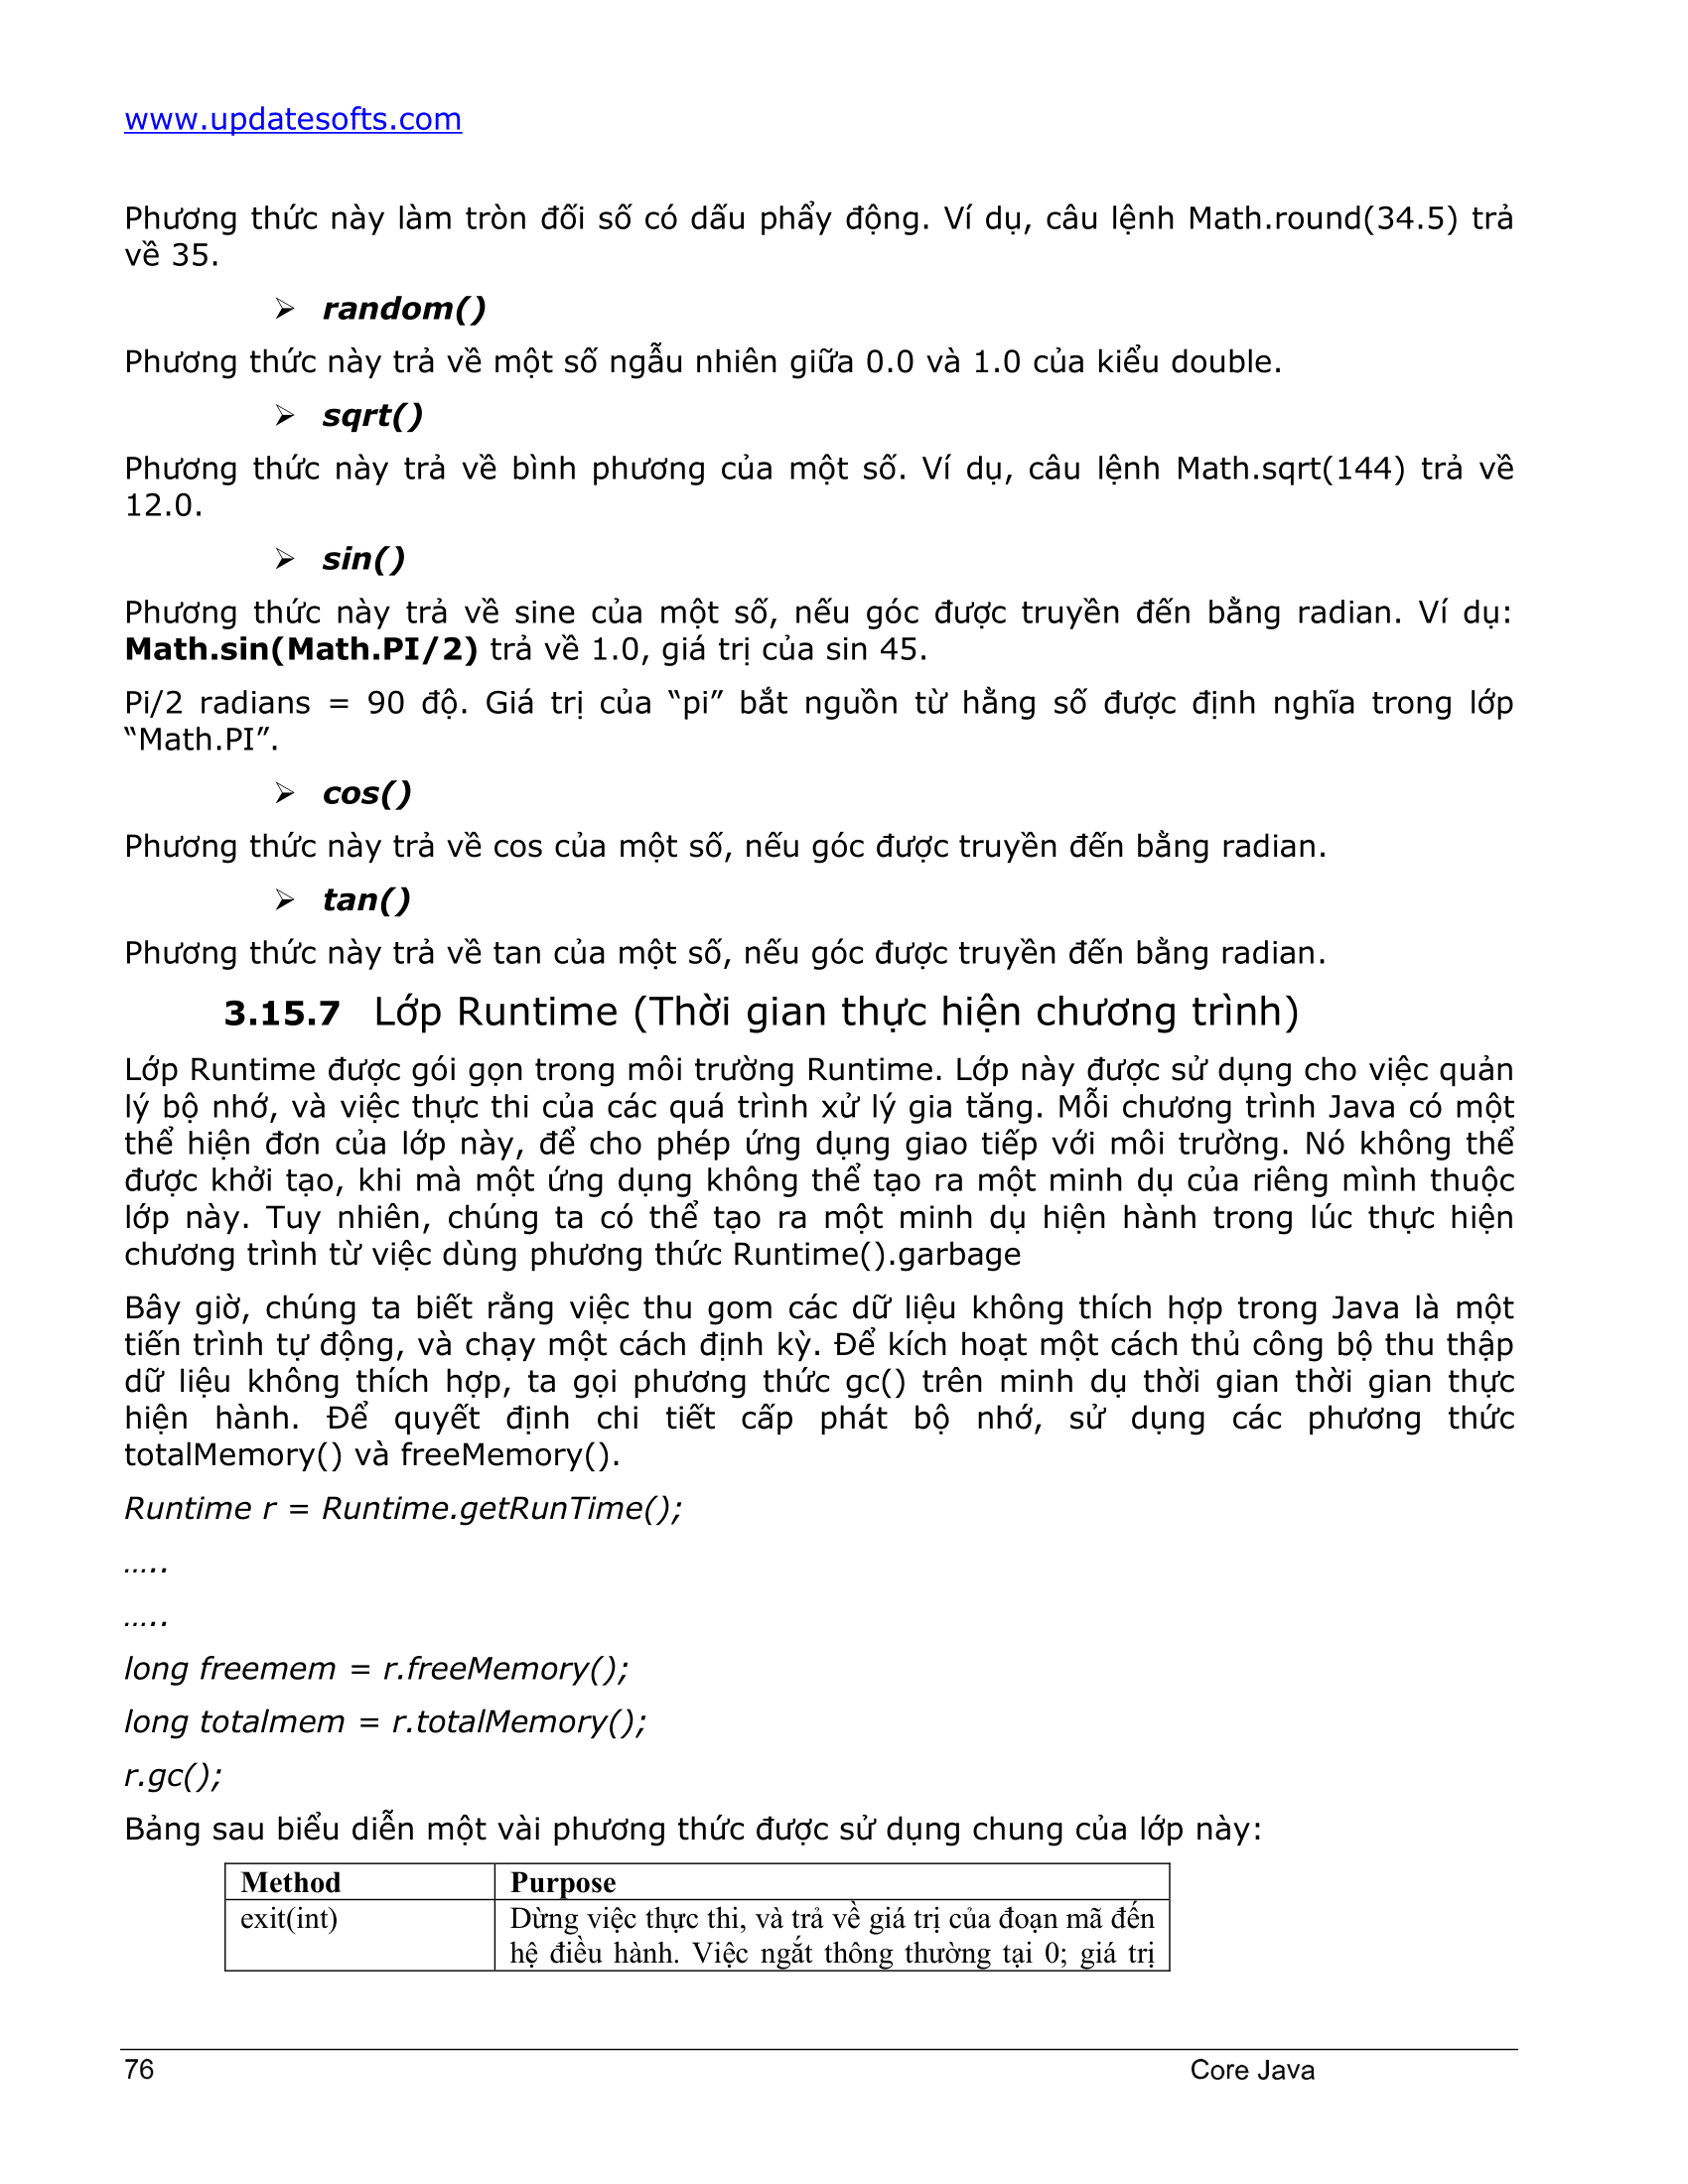 www.updatesofts.com
Phương thức này làm tròn đối số có dấu phẩy động. Ví dụ, câu lệnh Math.round(34.5) trả
về 35.
➢ random()
Phương thức này trả về một số ngẫu nhiên giữa 0.0 và 1.0 của kiểu double.
➢ sqrt()
Phương thức này trả về bình phương của một số. Ví dụ, câu lệnh Math.sqrt(144) trả về
12.0.
➢ sin()
Phương thức này trả về sine của một số, nếu góc được truyền đến bằng radian. Ví dụ:
Math.sin(Math.PI/2) trả về 1.0, giá trị của sin 45.
Pi/2 radians = 90 độ. Giá trị của “pi” bắt nguồn từ hằng số được định nghĩa trong lớp
“Math.PI”.
➢ cos()
Phương thức này trả về cos của một số, nếu góc được truyền đến bằng radian.
➢ tan()
Phương thức này trả về tan của một số, nếu góc được truyền đến bằng radian.
3.15.7 Lớp Runtime (Thời gian thực hiện chương trình)
Lớp Runtime được gói gọn trong môi trường Runtime. Lớp này được sử dụng cho việc quản
lý bộ nhớ, và việc thực thi của các quá trình xử lý gia tăng. Mỗi chương trình Java có một
thể hiện đơn của lớp này, để cho phép ứng dụng giao tiếp với môi trường. Nó không thể
được khởi tạo, khi mà một ứng dụng không thể tạo ra một minh dụ của riêng mình thuộc
lớp này. Tuy nhiên, chúng ta có thể tạo ra một minh dụ hiện hành trong lúc thực hiện
chương trình từ việc dùng phương thức Runtime().garbage
Bây giờ, chúng ta biết rằng việc thu gom các dữ liệu không thích hợp trong Java là một
tiến trình tự động, và chạy một cách định kỳ. Để kích hoạt một cách thủ công bộ thu thập
dữ liệu không thích hợp, ta gọi phương thức gc() trên minh dụ thời gian thời gian thực
hiện hành. Để quyết định chi tiết cấp phát bộ nhớ, sử dụng các phương thức
totalMemory() và freeMemory().
Runtime r = Runtime.getRunTime();
…..
…..
long freemem = r.freeMemory();
long totalmem = r.totalMemory();
r.gc();
Bảng sau biểu diễn một vài phương thức được sử dụng chung của lớp này:
Method Purpose
exit(int) Dừng việc thực thi, và trả về giá trị của đoạn mã đến
hệ điều hành. Việc ngắt thông thường tại 0; giá trị
76 Core Java